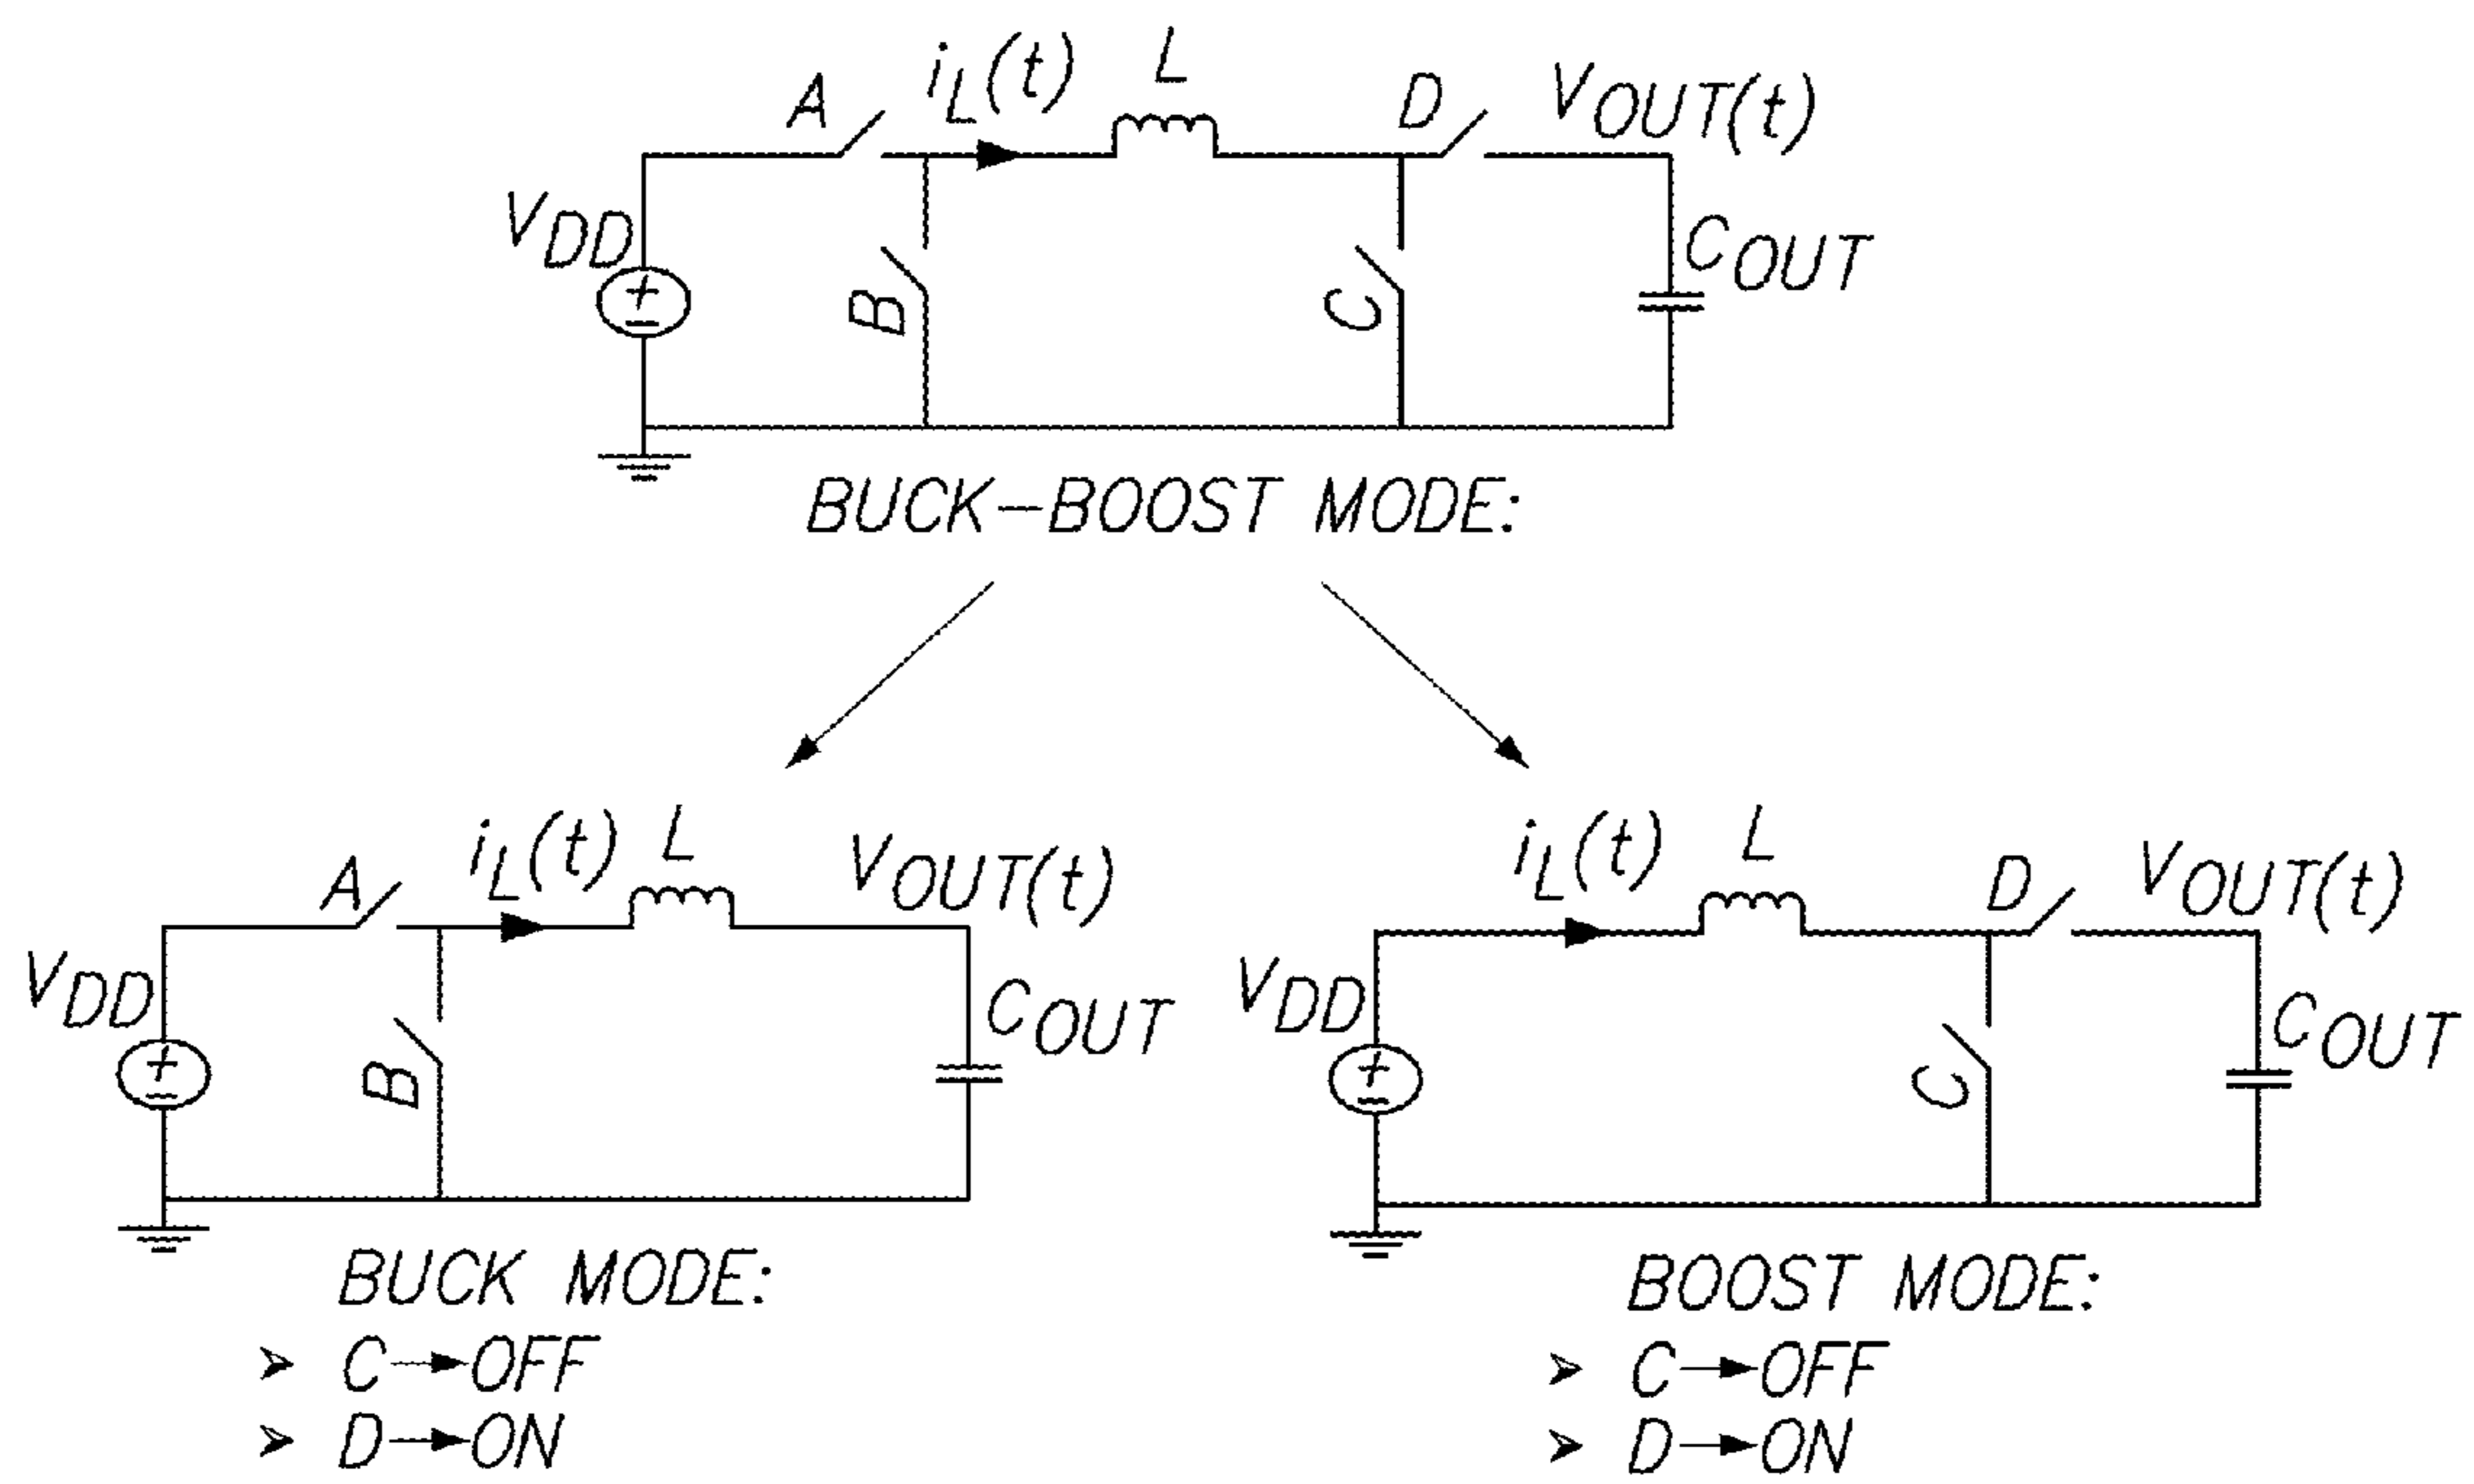 A iL(t) L D VOUT(t)
VDD
+
−
B
C
COUT
BUCK−BOOST MODE:
A iL(t) L VOUT(t)
VDD
+
−
B
COUT
BUCK MODE:
➢ C→OFF
➢ D→ON
iL(t) L D VOUT(t)
VDD
+
−
C
COUT
BOOST MODE:
➢ C→OFF
➢ D→ON